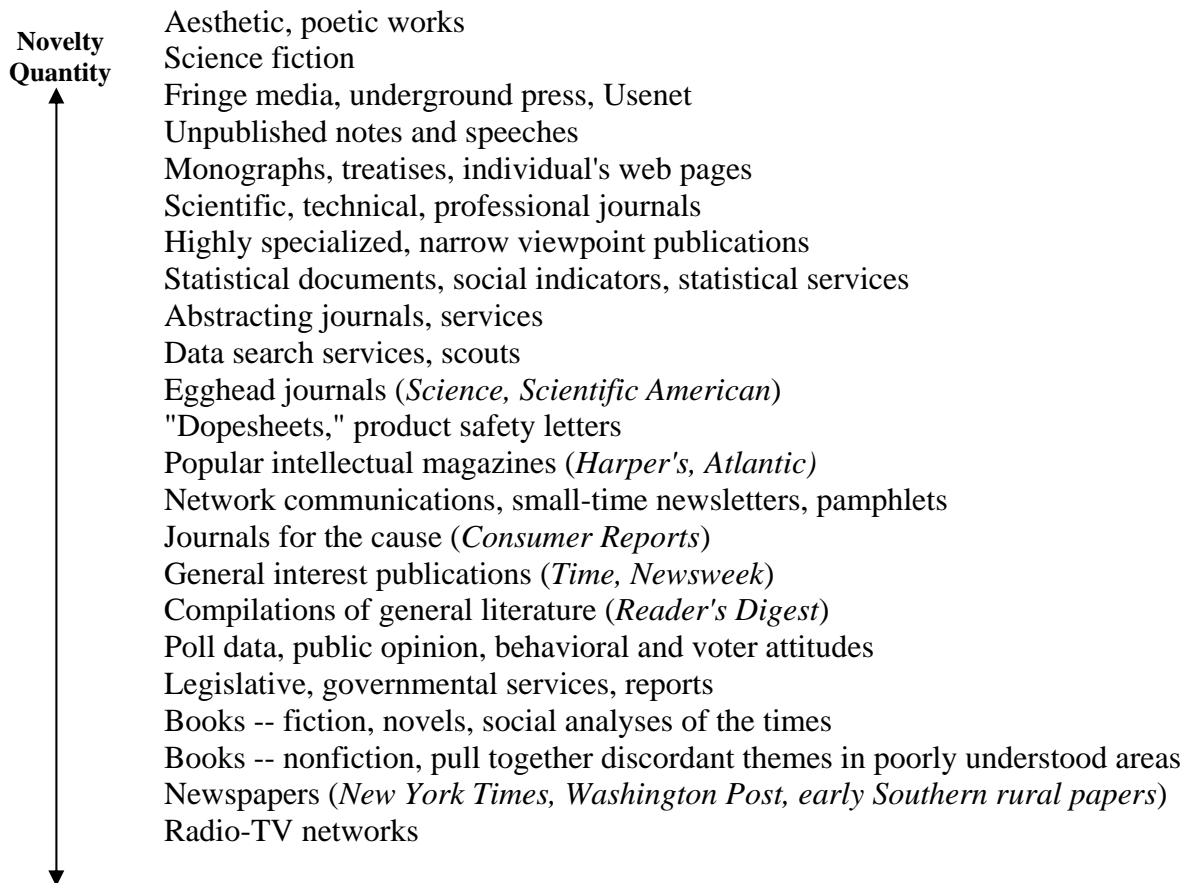 Novelty
Quantity
Aesthetic, poetic works
Science fiction
Fringe media, underground press, Usenet
Unpublished notes and speeches
Monographs, treatises, individual's web pages
Scientific, technical, professional journals
Highly specialized, narrow viewpoint publications
Statistical documents, social indicators, statistical services
Abstracting journals, services
Data search services, scouts
Egghead journals (Science, Scientific American)
"Dopesheets," product safety letters
Popular intellectual magazines (Harper's, Atlantic)
Network communications, small-time newsletters, pamphlets
Journals for the cause (Consumer Reports)
General interest publications (Time, Newsweek)
Compilations of general literature (Reader's Digest)
Poll data, public opinion, behavioral and voter attitudes
Legislative, governmental services, reports
Books -- fiction, novels, social analyses of the times
Books -- nonfiction, pull together discordant themes in poorly understood areas
Newspapers (New York Times, Washington Post, early Southern rural papers)
Radio-TV networks